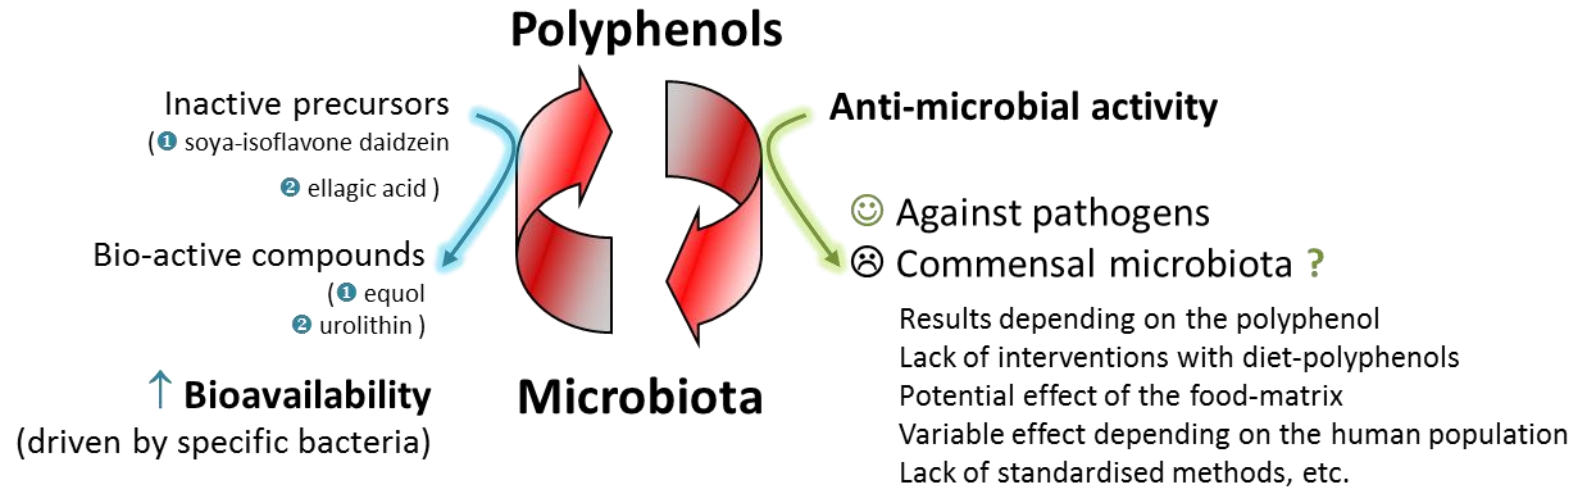 Polyphenols
Inactive precursors
(❶ soya-isoflavone daidzein
❷ ellagic acid )
Bio-active compounds
(❶ equol
❷ urolithin )
↑ Bioavailability
(driven by specific bacteria)
Microbiota
Anti-microbial activity
☺ Against pathogens
☹ Commensal microbiota ?
Results depending on the polyphenol
Lack of interventions with diet-polyphenols
Potential effect of the food-matrix
Variable effect depending on the human population
Lack of standardised methods, etc.